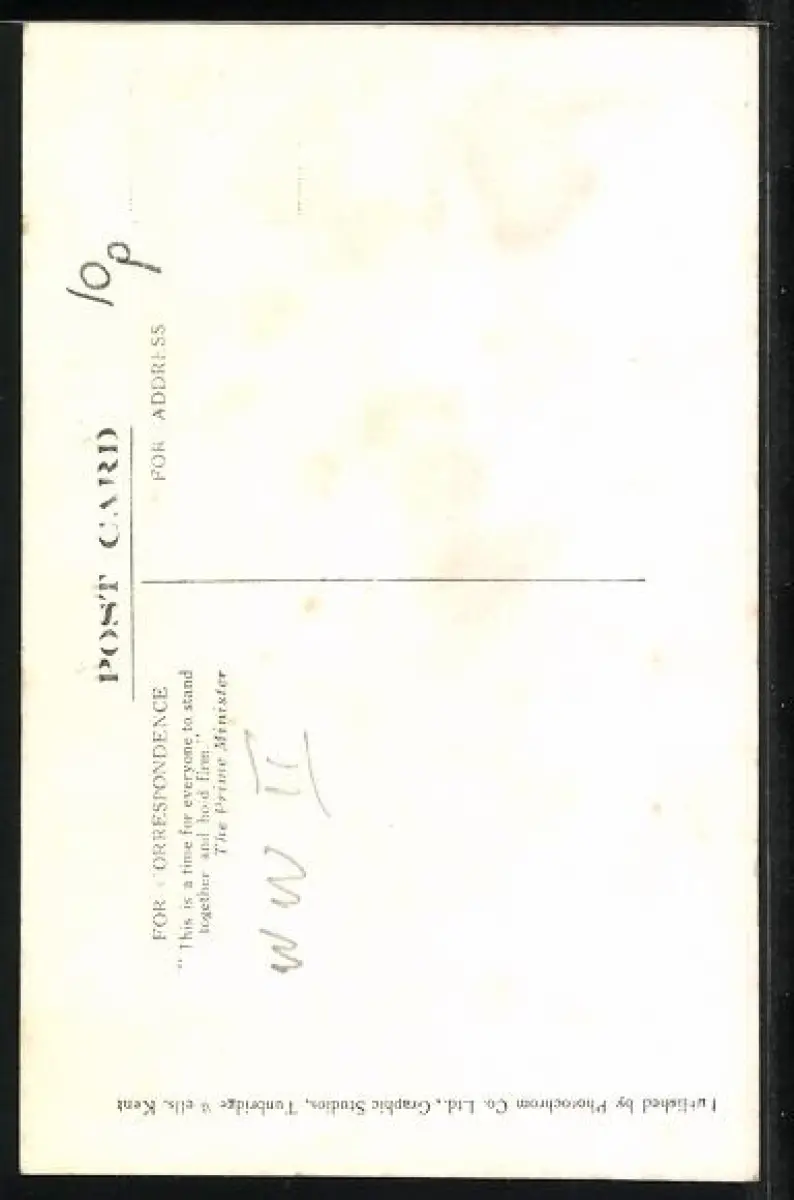 10p
POST CARD
FOR CORRESPONDENCE
FOR ADDRESS
"This is a time for everyone to stand
together and hold firm."
The Prime Minister
WW II
Published by Photochrom Co. Ltd., Graphic Studios, Tunbridge Wells, Kent